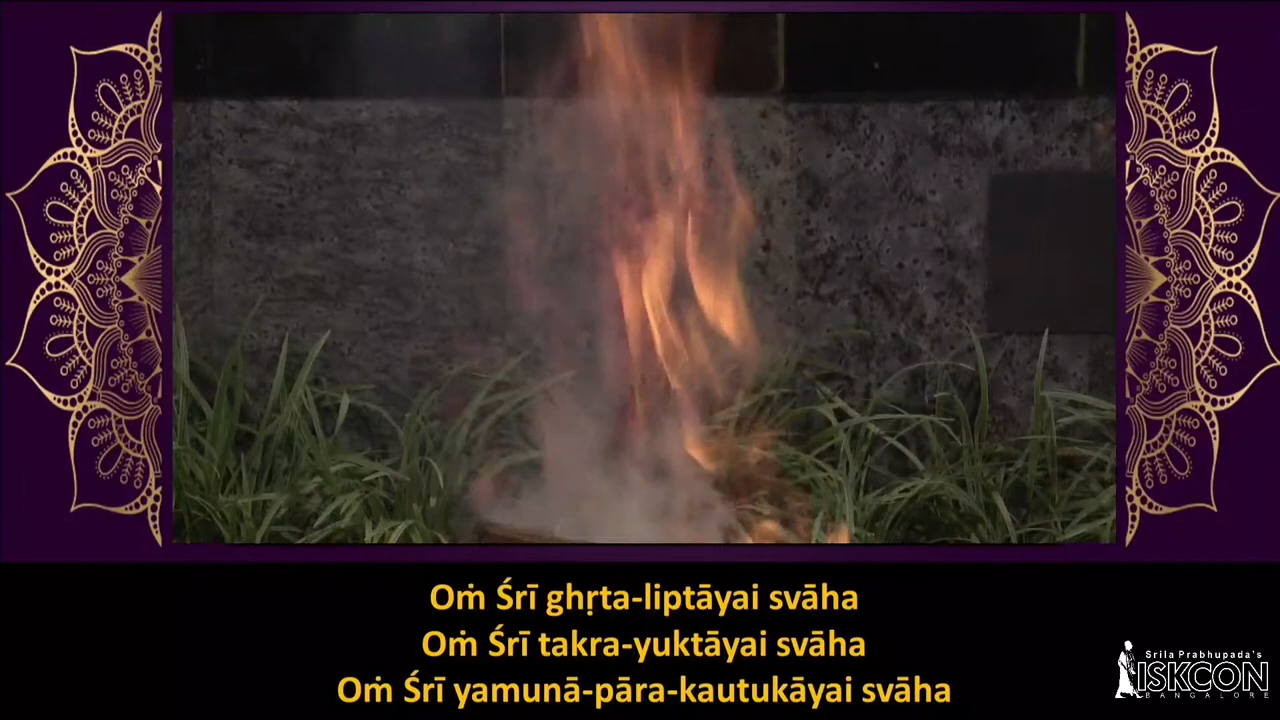 Oṁ Śrī ghṛta-liptāyai svāha
Oṁ Śrī takra-yuktāyai svāha
Oṁ Śrī yamunā-pāra-kautukāyai svāha
Srila Prabhupada's
ISKCON
BANGALORE